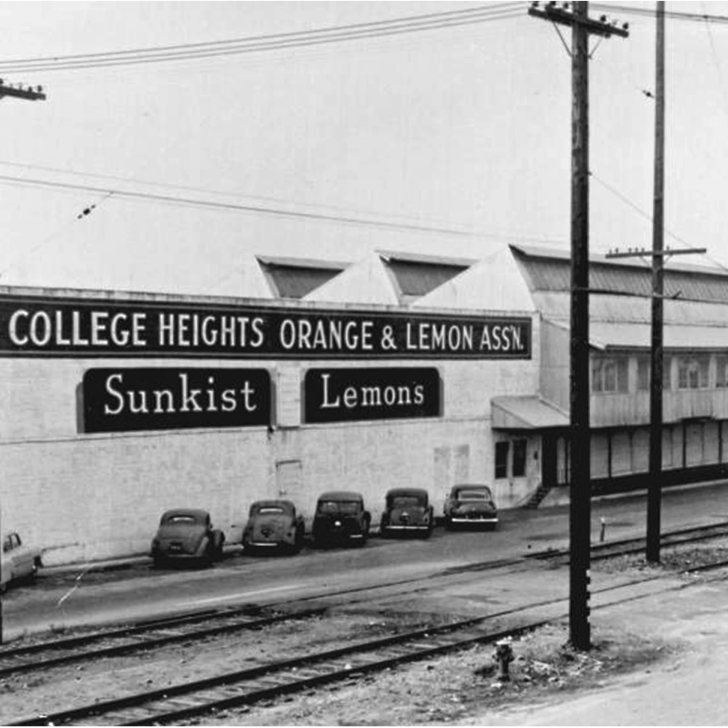 COLLEGE HEIGHTS ORANGE & LEMON ASS'N.
Sunkist Lemons